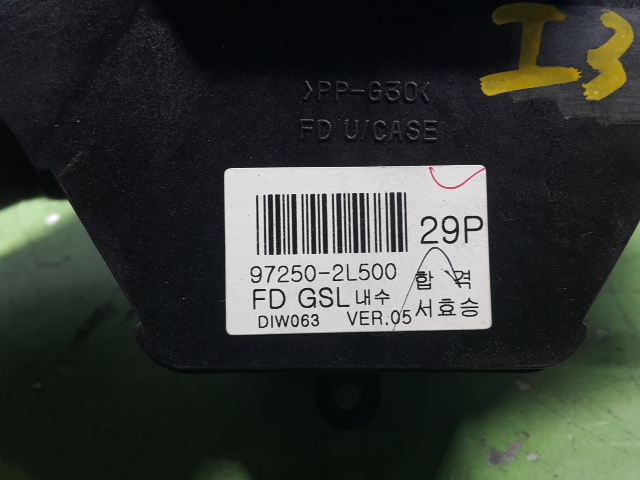 I3
>PP-G30<
FD U/CASE
29P
97250-2L500 합 격
FD GSL 내수 서효승
DIW063 VER.05